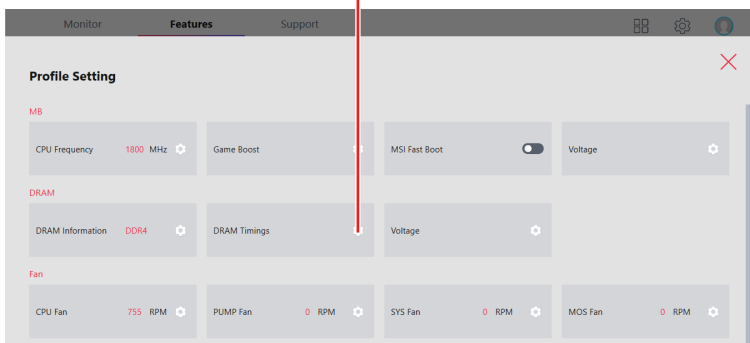 Monitor Features Support
Profile Setting
MB
CPU Frequency 1800 MHz Game Boost MSI Fast Boot Voltage
DRAM
DRAM Information DDR4 DRAM Timings Voltage
Fan
CPU Fan 755 RPM PUMP Fan 0 RPM SYS Fan 0 RPM MOS Fan 0 RPM